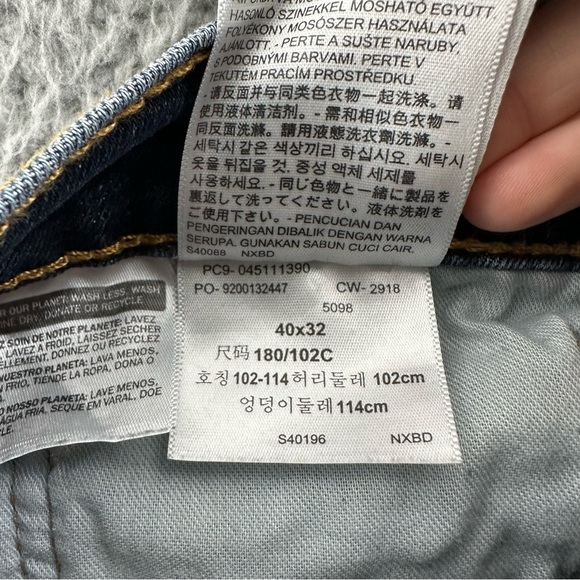 HASONLÓ SZINEKKEL MOSHATÓ EGYÜTT
FOLYÉKONY MOSÓSZER HASZNÁLATA
AJÁNLOTT. - PERTE A SUŠTE NARUBY,
S PODOBNÝMI BARVAMI. PERTE V
TEKUTÉM PRACÍM PROSTŘEDKU
- 请反面并与同类色衣物一起洗涤。请
使用液体清洁剂。- 需和相似色衣物一
同反面洗滌。請用液態洗衣劑洗滌。-
세탁시 같은 색상끼리 하십시요. 세탁시
옷을 뒤집을 것. 중성 액체 세제를
사용하세요. - 同じ色衣物と一緒に製品を
裏返して洗ってください。液体洗剤を
ご使用下さい。- PENCUCIAN DAN
PENGERINGAN DIBALIK DENGAN WARNA
SERUPA. GUNAKAN SABUN CUCI CAIR.
S40088 NXBD
PC9- 045111390
PO- 9200132447 CW- 2918
5098
40x32
尺码 180/102C
호칭 102-114 허리둘레 102cm
엉덩이둘레 114cm
S40196 NXBD
OUR PLANET: WASH LESS, WASH
DRY, DONATE OR RECYCLE.
SOIN DE NOTRE PLANÈTE: LAVEZ
LAVEZ A FROID, LAISSEZ SÉCHER
DONNEZ OU RECYCLEZ
NUESTRO PLANETA: LAVE MENOS,
FRIO, TIENDE LA ROPA, DONA O
NOSSO PLANETA: LAVE MENOS,
ÁGUA FRIA, SEQUE EM VARAL, DOE